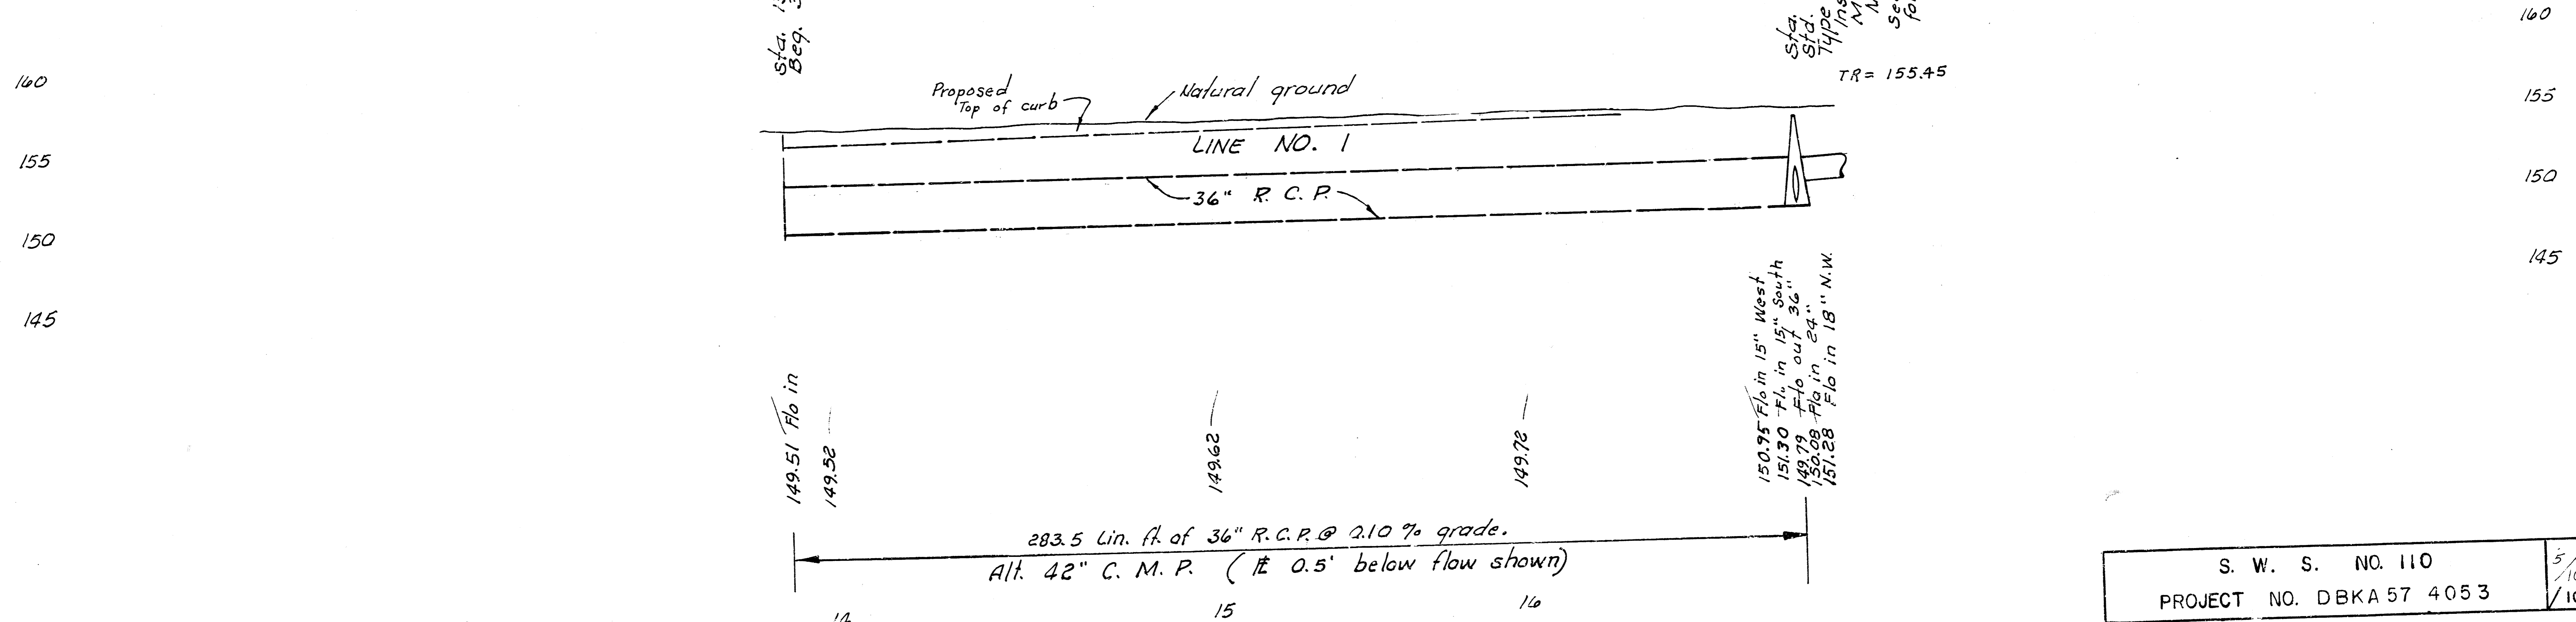 Sta.
Beg.
Sta.
Std.
Type
TR= 155.45
160
155
150
145
160
155
150
145
Proposed
Top of curb
Natural ground
LINE NO. 1
36" R. C. P.
149.51 Flo in
149.52
149.62
149.72
150.95 Flo in 15" West
151.30 Fl. in 15" South
149.79 Flo out 36"
150.08 Flo in 24"
151.28 Flo in 18" N.W.
283.5 Lin. ft. of 36" R.C.P. @ 0.10 % grade.
Alt. 42" C. M. P. ( 0.5' below flow shown)
15
16
S. W. S. NO. 110
PROJECT NO. DBKA 57 4053